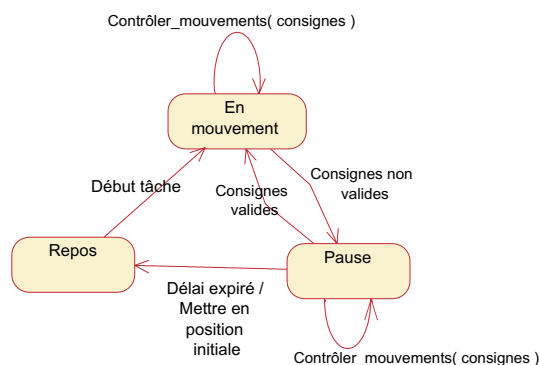 Contrôler_mouvements( consignes )
En
mouvement
Consignes non
valides
Début tâche
Consignes
valides
Repos
Pause
Délai expiré /
Mettre en
position
initiale
Contrôler_mouvements( consignes )